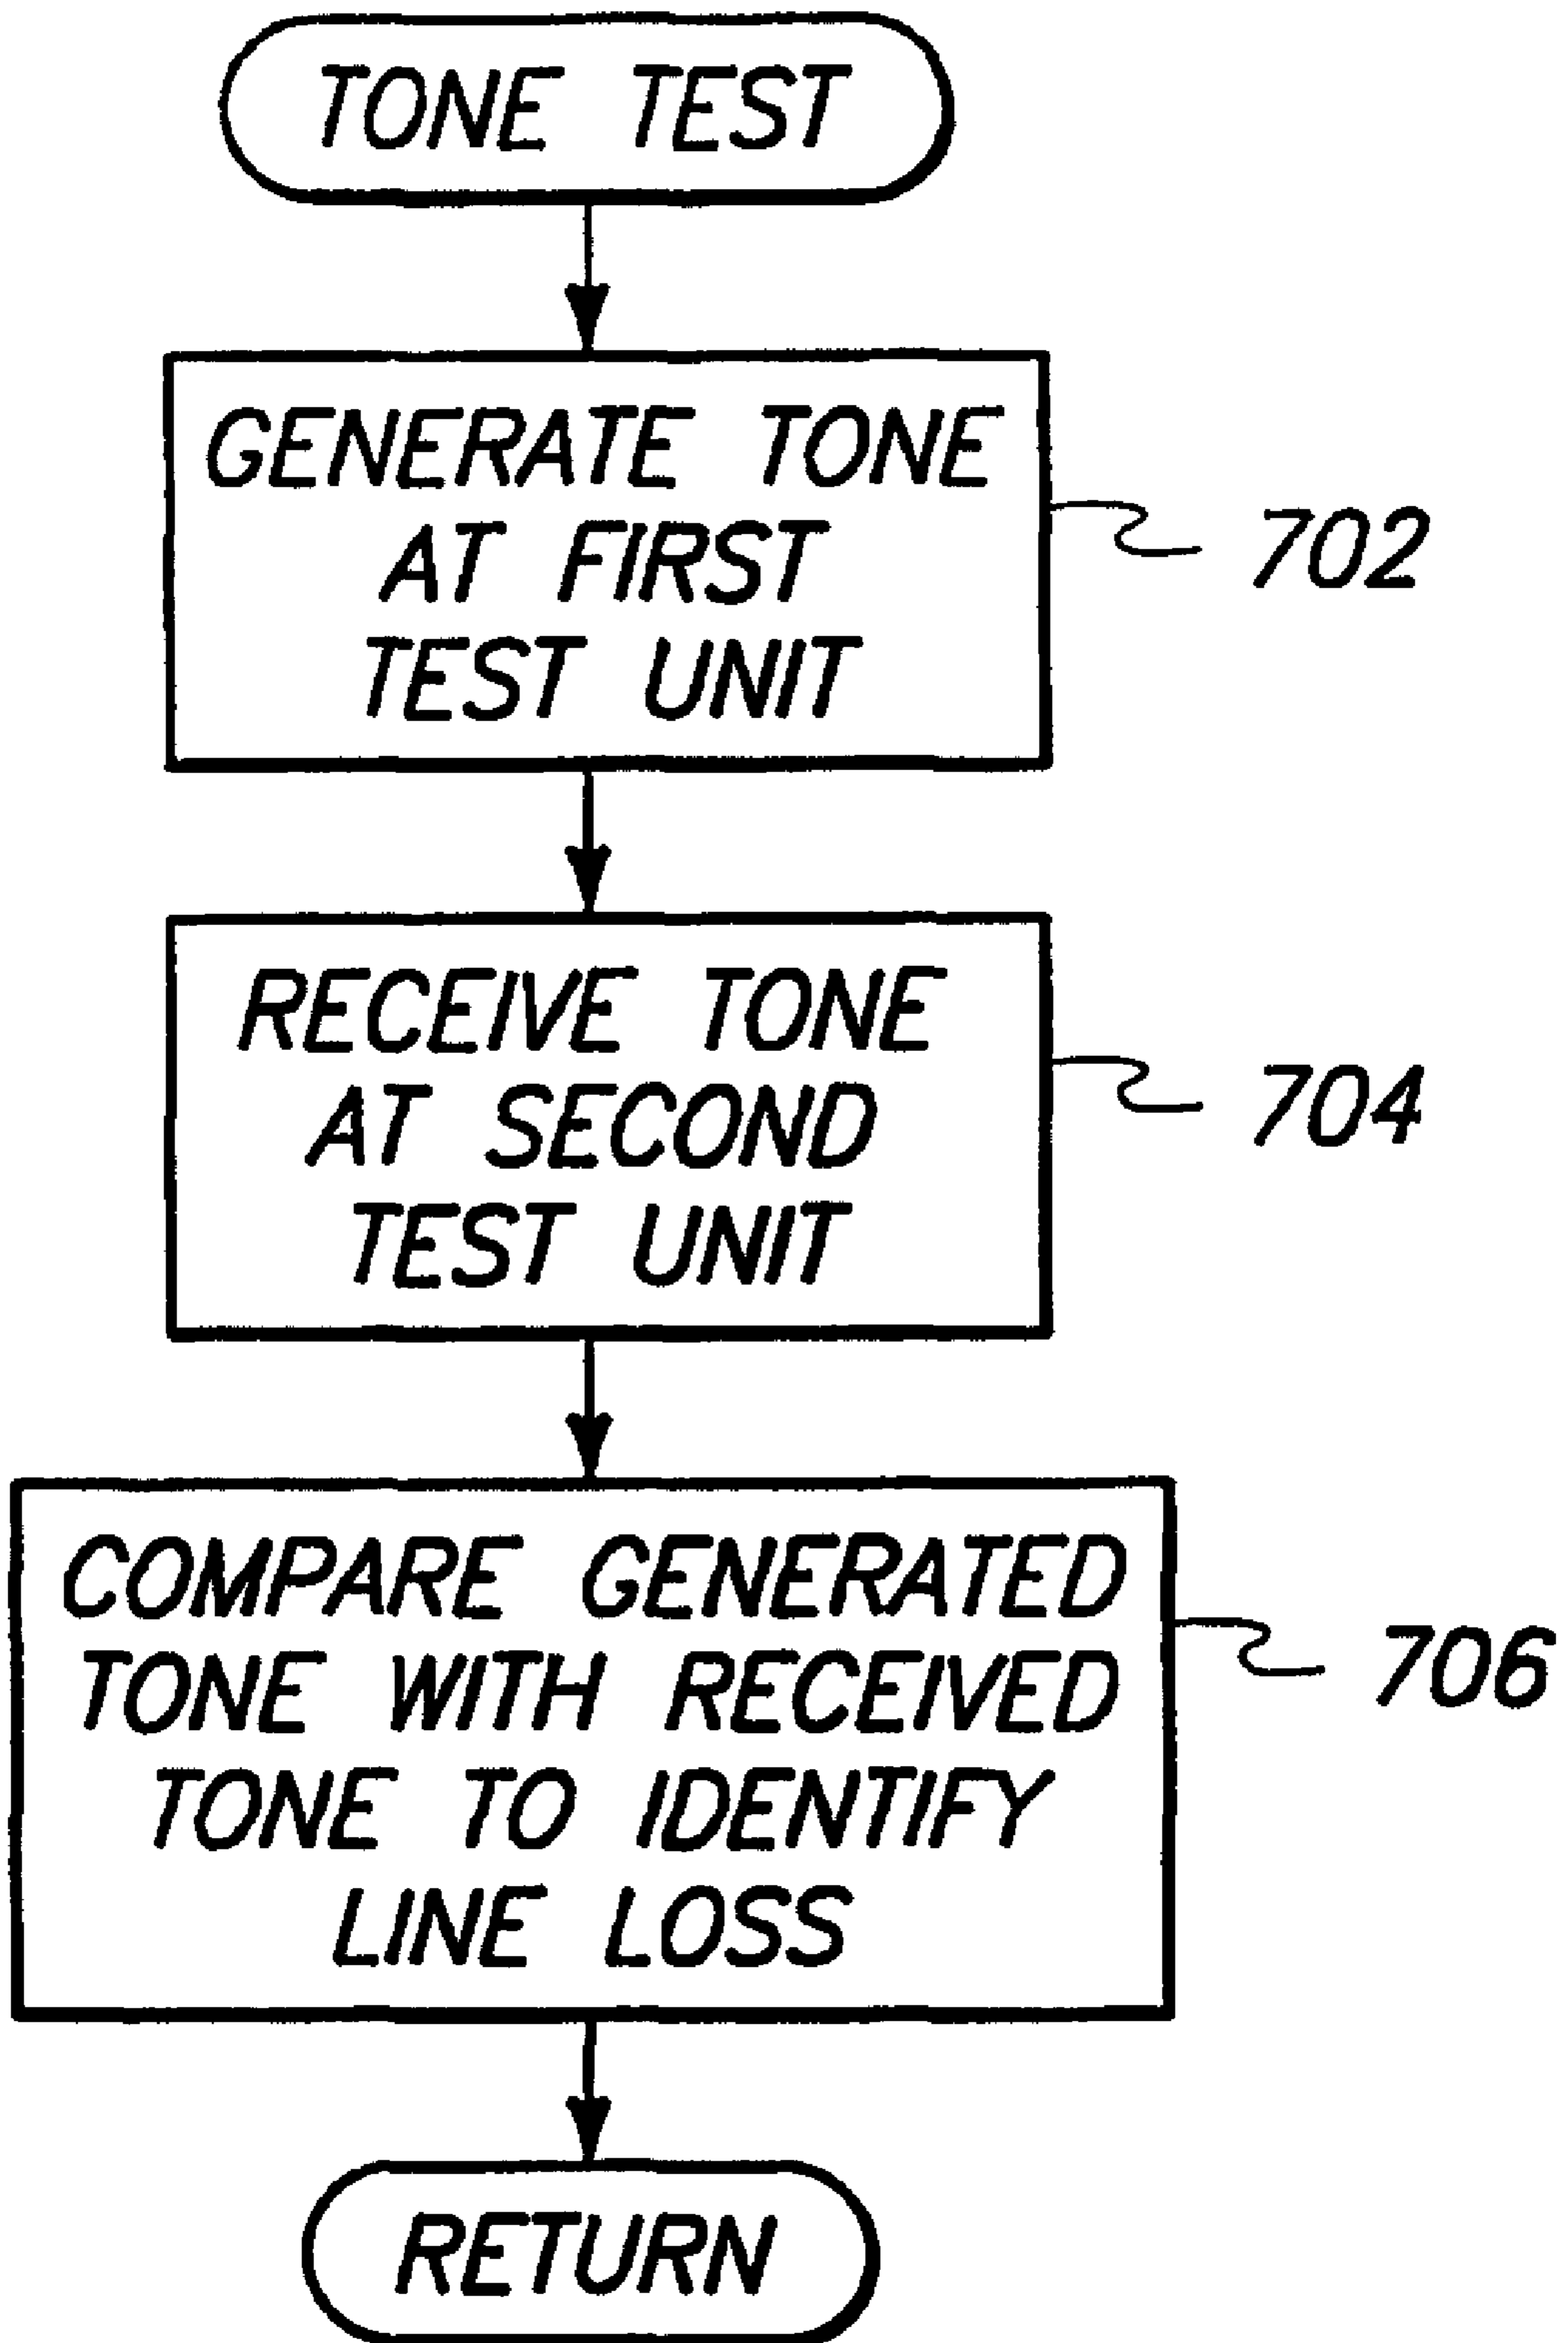 TONE TEST
GENERATE TONE
AT FIRST
TEST UNIT
702
RECEIVE TONE
AT SECOND
TEST UNIT
704
COMPARE GENERATED
TONE WITH RECEIVED
TONE TO IDENTIFY
LINE LOSS
706
RETURN